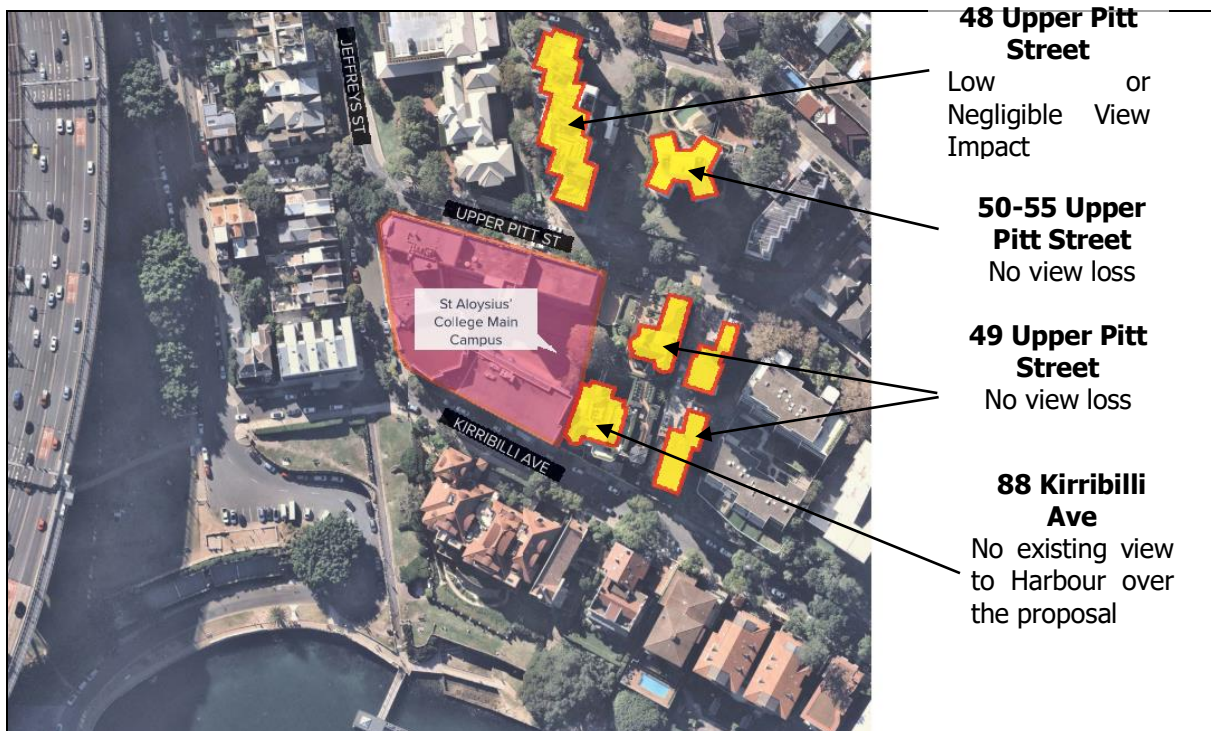 JEFFREYS ST
UPPER PITT ST
St Aloysius'
College Main
Campus
KIRRIBILLI AVE
48 Upper Pitt
Street
Low or
Negligible View
Impact
50-55 Upper
Pitt Street
No view loss
49 Upper Pitt
Street
No view loss
88 Kirribilli
Ave
No existing view
to Harbour over
the proposal